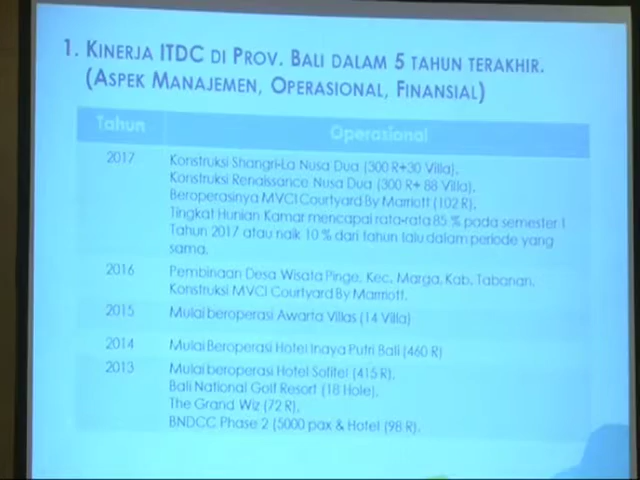 1. KINERJA ITDC DI PROV. BALI DALAM 5 TAHUN TERAKHIR.
(ASPEK MANAJEMEN, OPERASIONAL, FINANSIAL)
Tahun Operasional
2017 Konstruksi Shangri-La Nusa Dua (300 R+30 Villa),
Konstruksi Renaissance Nusa Dua (300 R+ 88 Villa),
Beroperasinya MVCI Courtyard By Marriott (102 R),
Tingkat Hunian Kamar mencapai rata-rata 85 % pada semester I
Tahun 2017 atau naik 10 % dari tahun lalu dalam periode yang
sama.
2016 Pembinaan Desa Wisata Pinge, Kec. Marga, Kab. Tabanan,
Konstruksi MVCI Courtyard By Marriott.
2015 Mulai beroperasi Awarta Villas (14 Villa)
2014 Mulai Beroperasi Hotel Inaya Putri Bali (460 R)
2013 Mulai beroperasi Hotel Sofitel (415 R),
Bali National Golf Resort (18 Hole),
The Grand Wiz (72 R),
BNDCC Phase 2 (5000 pax & Hotel (98 R).